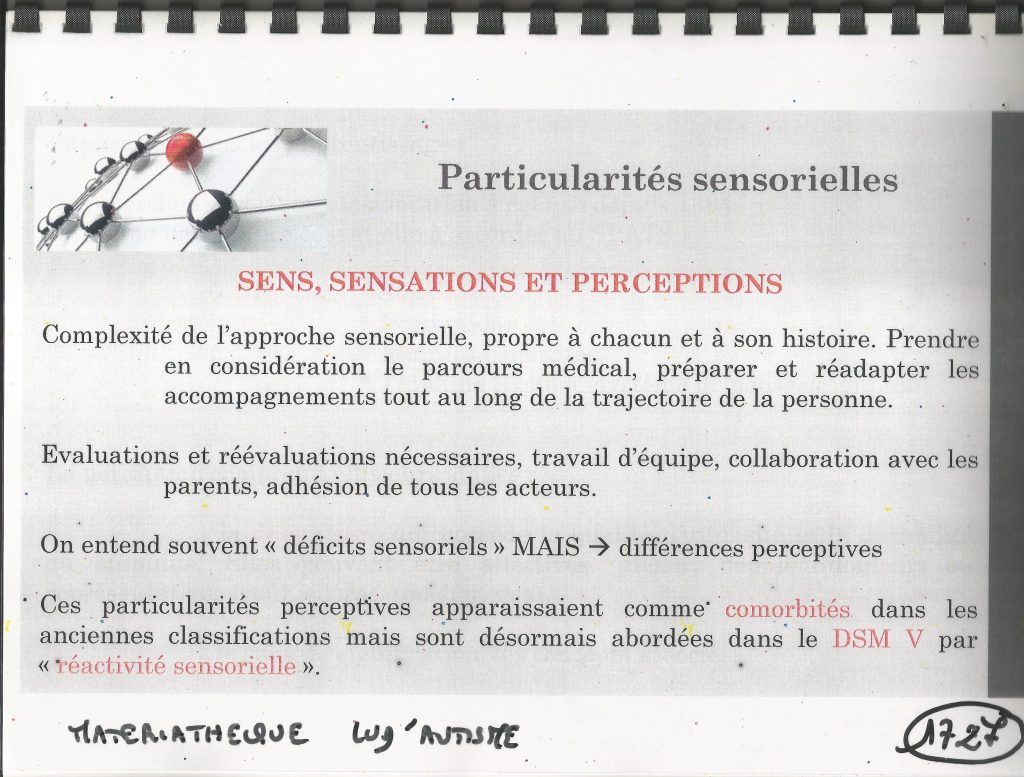 Particularités sensorielles
SENS, SENSATIONS ET PERCEPTIONS
Complexité de l'approche sensorielle, propre à chacun et à son histoire. Prendre
en considération le parcours médical, préparer et réadapter les
accompagnements tout au long de la trajectoire de la personne.
Evaluations et réévaluations nécessaires, travail d'équipe, collaboration avec les
parents, adhésion de tous les acteurs.
On entend souvent « déficits sensoriels » MAIS → différences perceptives
Ces particularités perceptives apparaissaient comme comorbités dans les
anciennes classifications mais sont désormais abordées dans le DSM V par
« réactivité sensorielle ».
MATERIATHEQUE Lug'AUTISME
1727